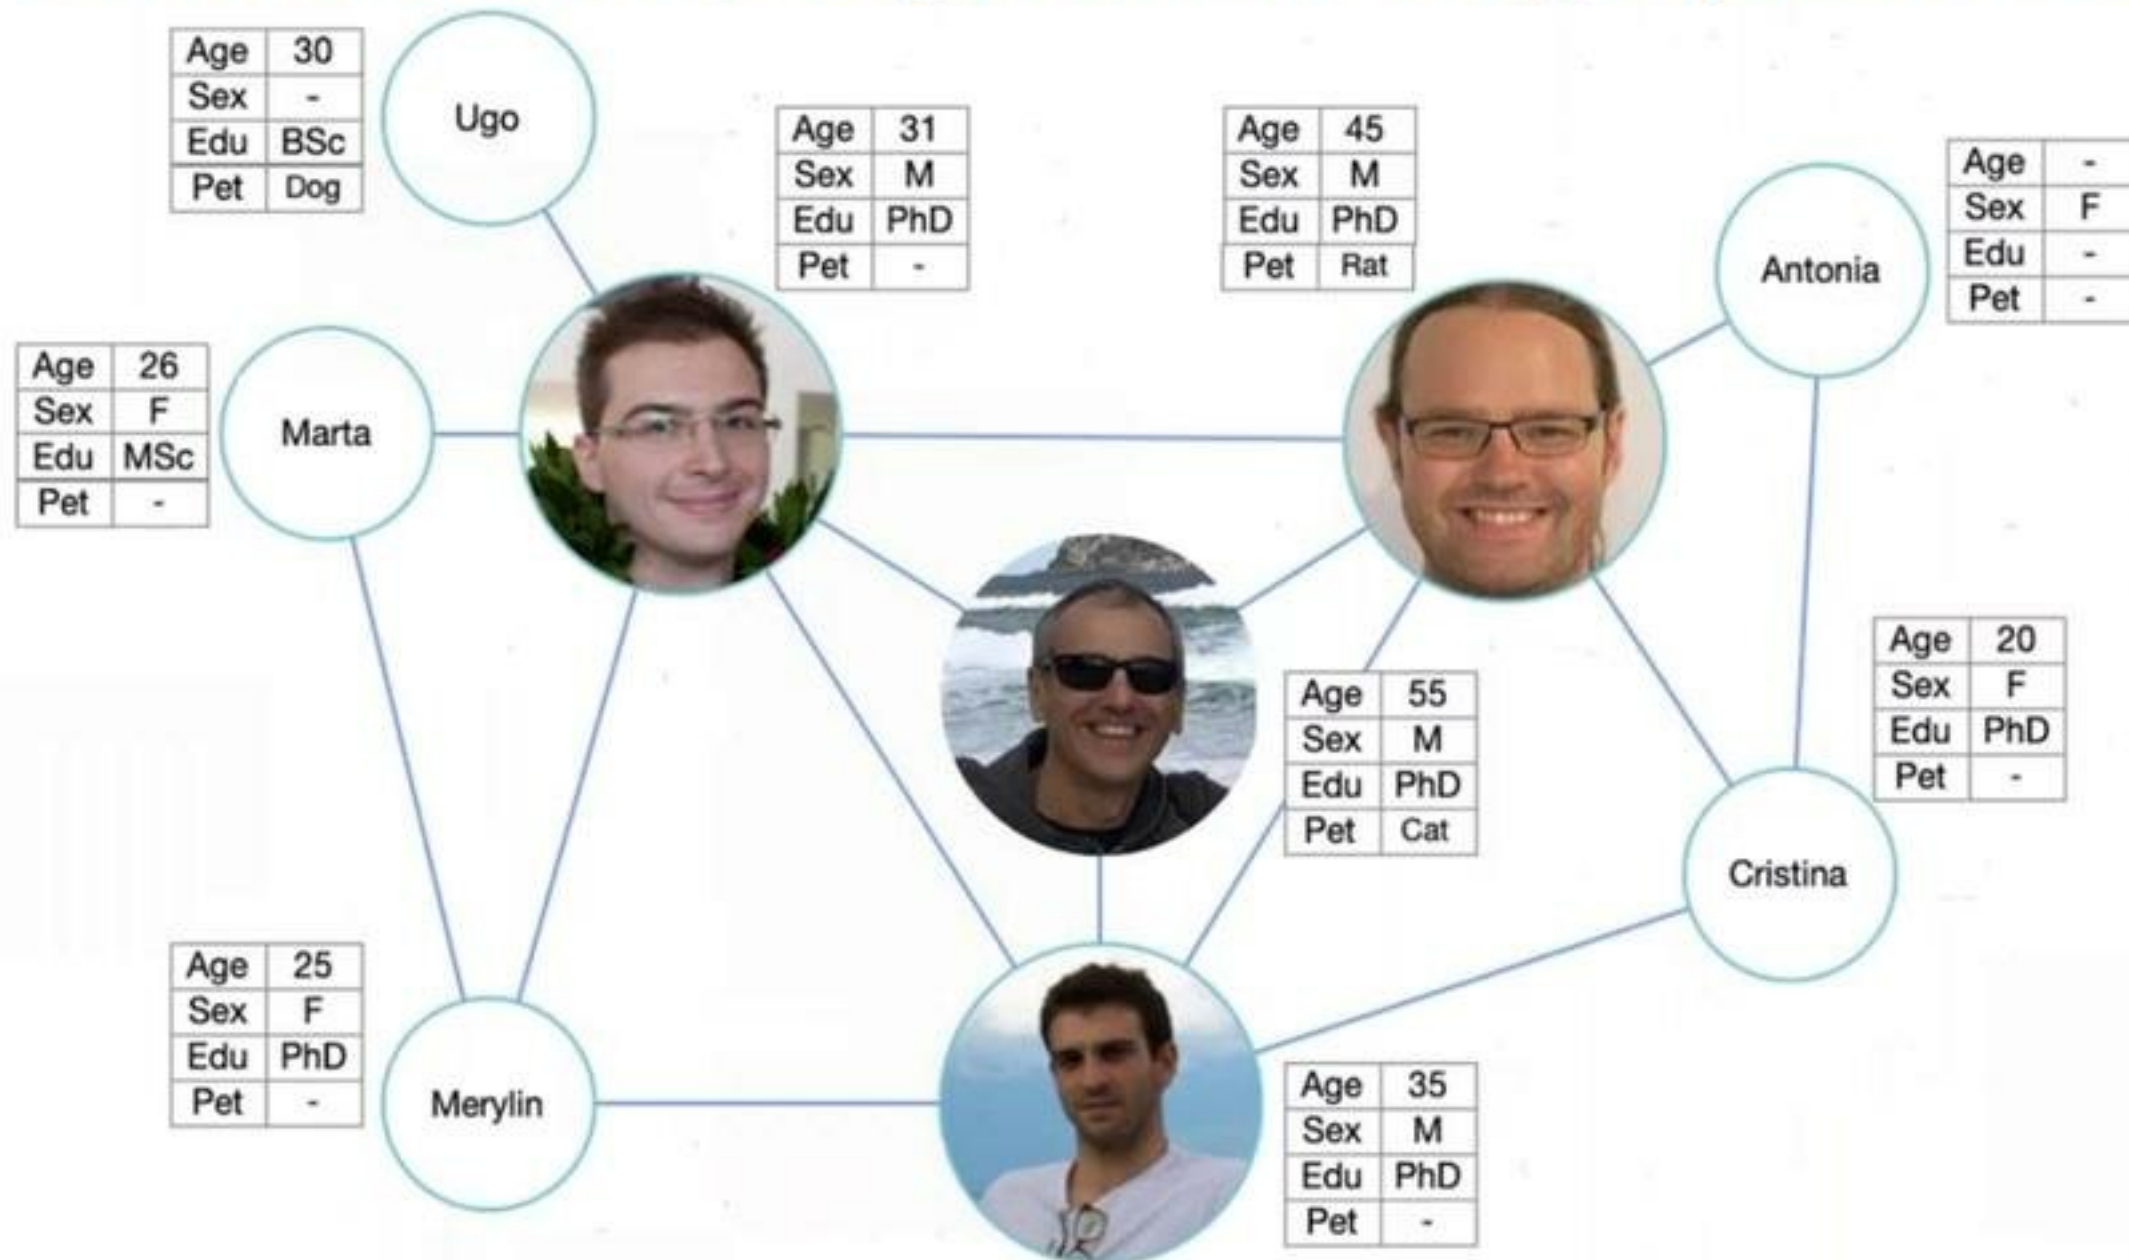 Age 30
Sex -
Edu BSc
Pet Dog
Ugo
Age 31
Sex M
Edu PhD
Pet -
Age 45
Sex M
Edu PhD
Pet Rat
Age -
Sex F
Edu -
Pet -
Antonia
Age 26
Sex F
Edu MSc
Pet -
Marta
Age 55
Sex M
Edu PhD
Pet Cat
Age 20
Sex F
Edu PhD
Pet -
Cristina
Age 25
Sex F
Edu PhD
Pet -
Merylin
Age 35
Sex M
Edu PhD
Pet -